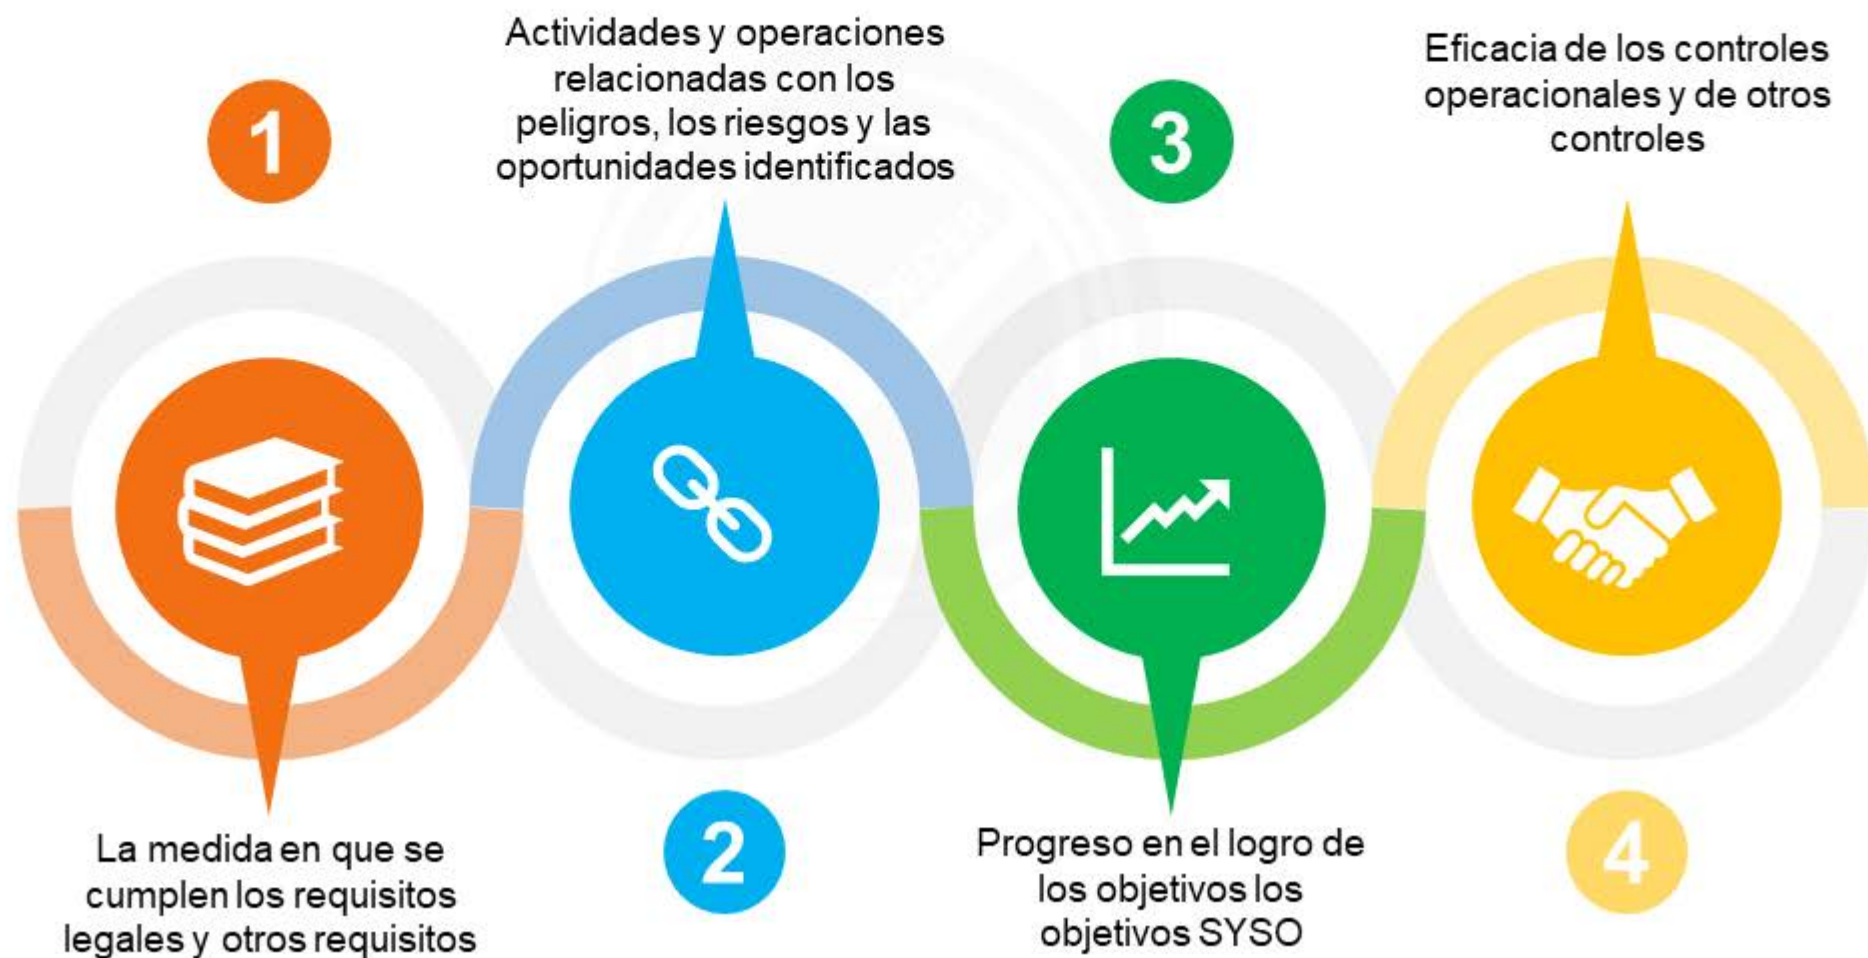 1
La medida en que se
cumplen los requisitos
legales y otros requisitos
Actividades y operaciones
relacionadas con los
peligros, los riesgos y las
oportunidades identificados
2
3
Progreso en el logro de
los objetivos los
objetivos SYSO
Eficacia de los controles
operacionales y de otros
controles
4